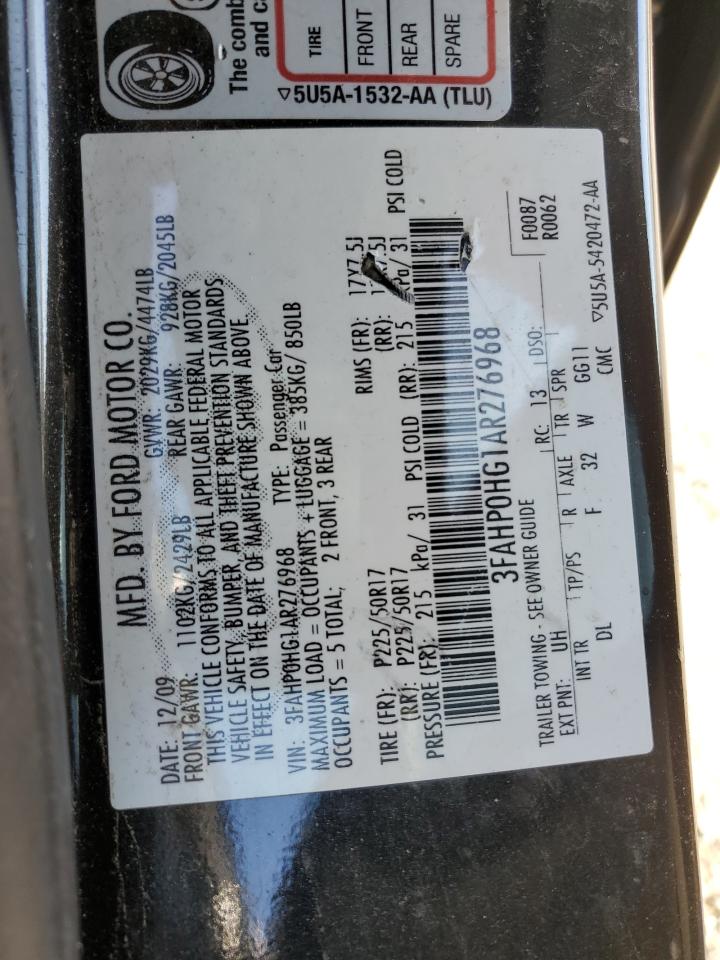 The comb
and ca
TIRE
FRONT
REAR
SPARE
▽5U5A-1532-AA (TLU)
MFD. BY FORD MOTOR CO.
DATE: 12/09 GVWR: 2029KG/4474LB
FRONT GAWR: 1102KG/2429LB REAR GAWR: 928KG/2045LB
THIS VEHICLE CONFORMS TO ALL APPLICABLE FEDERAL MOTOR
VEHICLE SAFETY, BUMPER, AND THEFT PREVENTION STANDARDS
IN EFFECT ON THE DATE OF MANUFACTURE SHOWN ABOVE.
VIN: 3FAHP0HG1AR276968 TYPE: Passenger Car
MAXIMUM LOAD = OCCUPANTS + LUGGAGE = 385KG/ 850LB
OCCUPANTS = 5 TOTAL; 2 FRONT, 3 REAR
TIRE (FR): P225/50R17 RIMS (FR): 17Y7.5J
(RR): P225/50R17 (RR):
PRESSURE (FR): 215 kPa/ 31 PSI COLD (RR): 215 kPa/ 31 PSI COLD
3FAHP0HG1AR276968
F0087
R0062
TRAILER TOWING - SEE OWNER GUIDE
EXT PNT: UH RC: 13 DSO:
INT TR TP/PS R AXLE TR SPR
DL F 32 W GG11
CMC ▽5U5A-5420472-AA